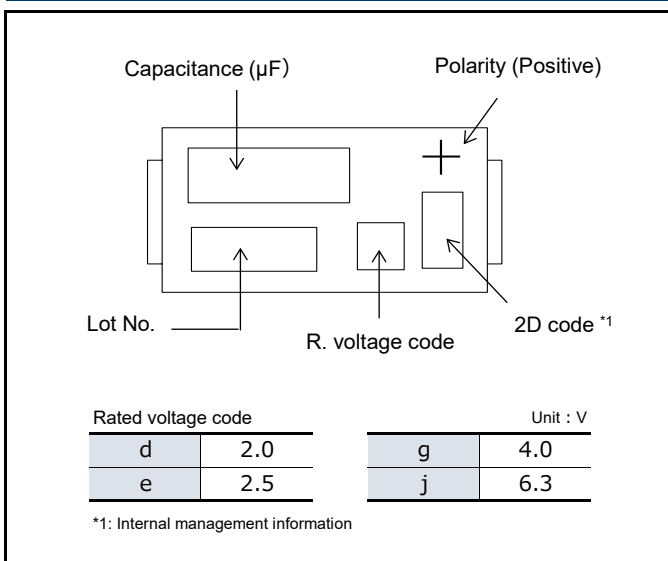 Capacitance (μF)
Polarity (Positive)
+
Lot No.
R. voltage code
2D code *1
Rated voltage code
Unit : V
d 2.0 g 4.0
e 2.5 j 6.3
*1: Internal management information